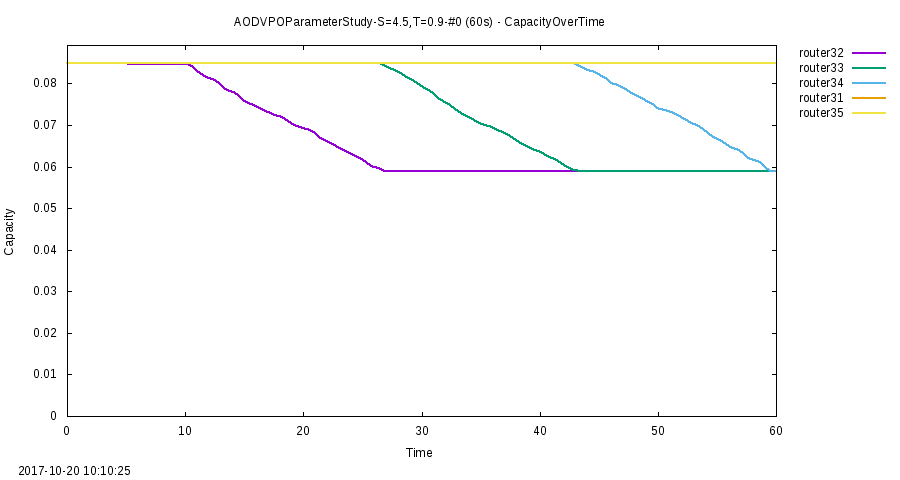 AODVPOParameterStudy-S=4.5,T=0.9-#0 (60s) - CapacityOverTime
router32
router33
router34
router31
router35
0.08
0.07
0.06
0.05
0.04
0.03
0.02
0.01
0
Capacity
0 10 20 30 40 50 60
Time
2017-10-20 10:10:25